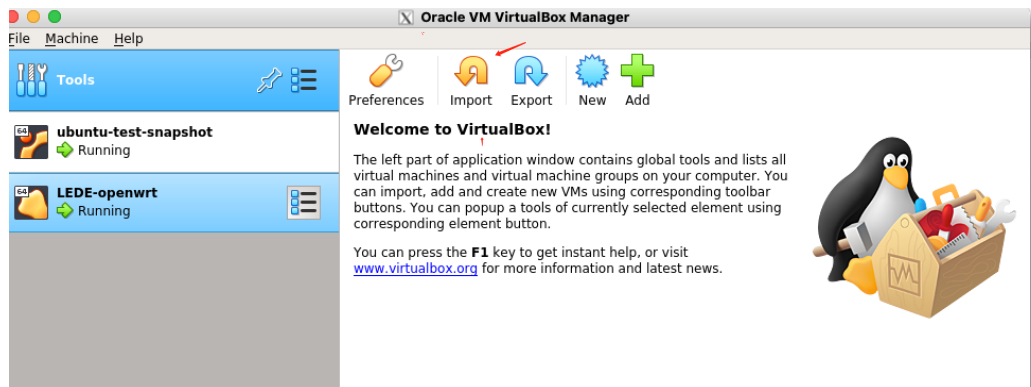 Oracle VM VirtualBox Manager
File Machine Help
Tools
Preferences Import Export New Add
64
ubuntu-test-snapshot
Running
64
LEDE-openwrt
Running
Welcome to VirtualBox!
The left part of application window contains global tools and lists all
virtual machines and virtual machine groups on your computer. You
can import, add and create new VMs using corresponding toolbar
buttons. You can popup a tools of currently selected element using
corresponding element button.
You can press the F1 key to get instant help, or visit
www.virtualbox.org for more information and latest news.